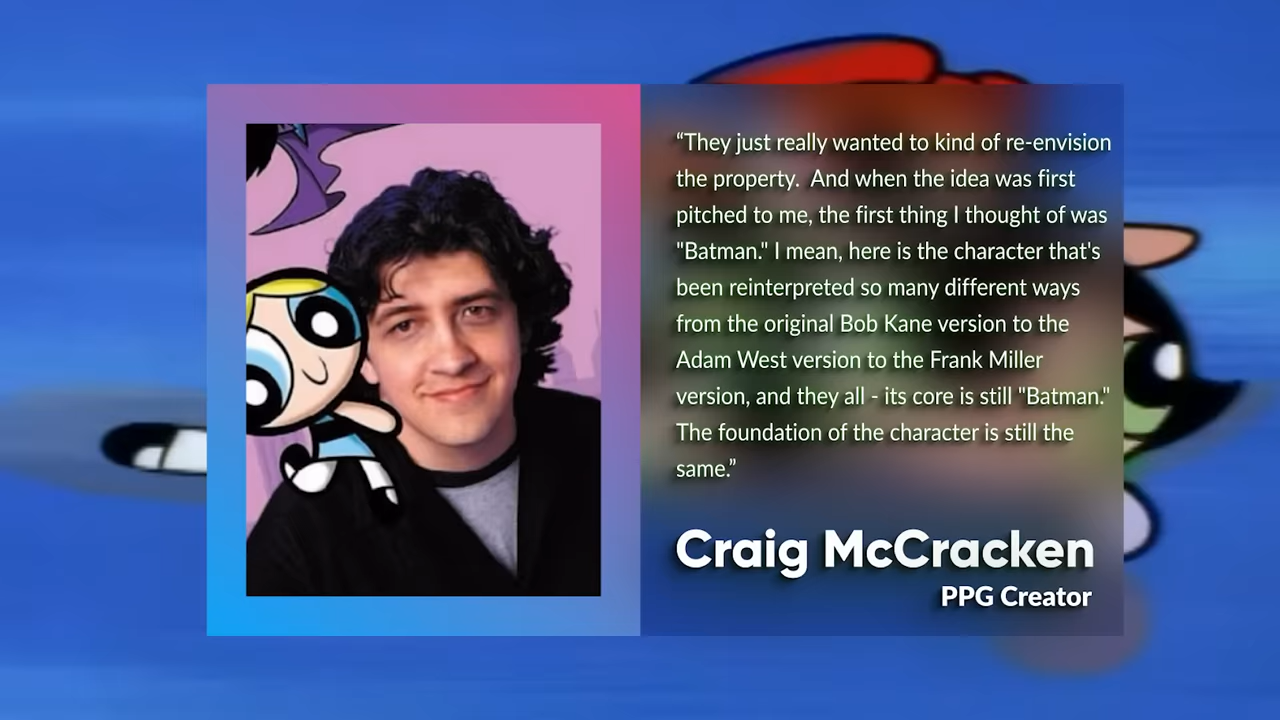 “They just really wanted to kind of re-envision
the property.  And when the idea was first
pitched to me, the first thing I thought of was
"Batman." I mean, here is the character that's
been reinterpreted so many different ways
from the original Bob Kane version to the
Adam West version to the Frank Miller
version, and they all - its core is still "Batman."
The foundation of the character is still the
same.”
Craig McCracken
PPG Creator